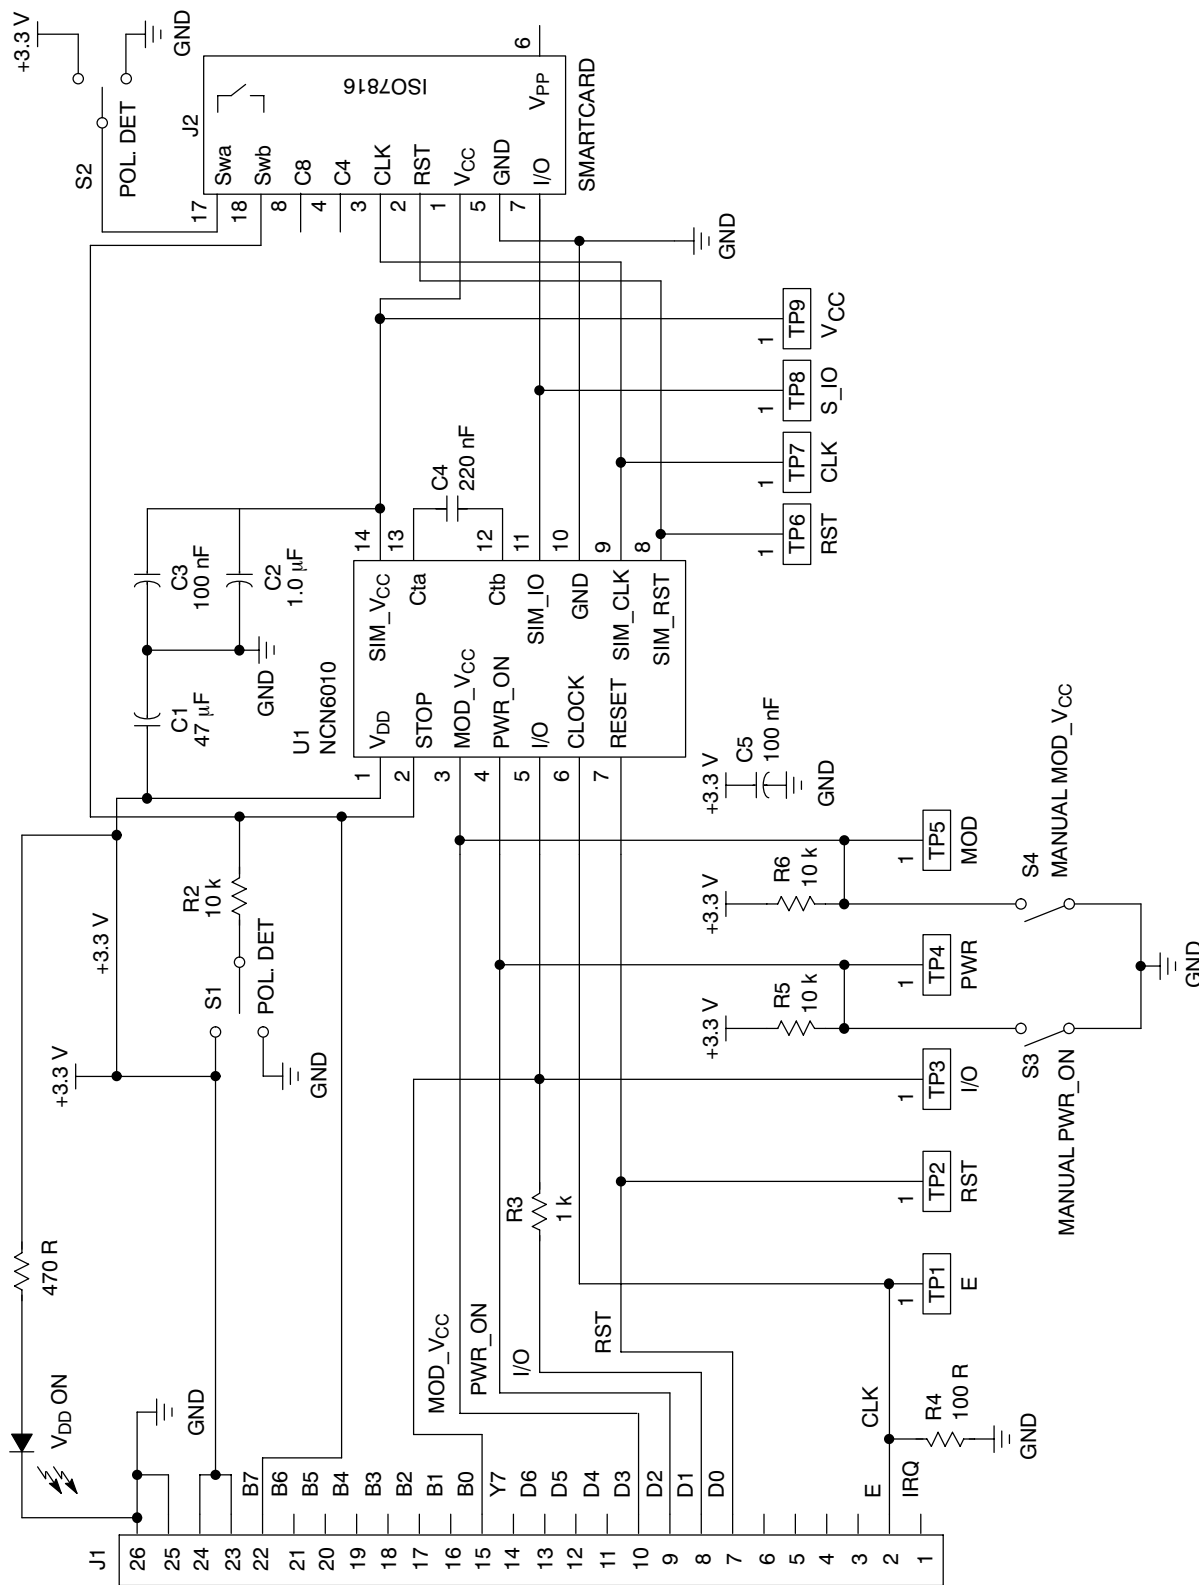 J1
26
25
24
23
22
21
20
19
18
17
16
15
14
13
12
11
10
9
8
7
6
5
4
3
2
1
B7
B6
B5
B4
B3
B2
B1
B0
Y7
D6
D5
D4
D3
D2
D1
D0
E
IRQ
VDD ON
GND
470 R
+3.3 V
+3.3 V
S1
POL. DET
GND
R2
10 k
MOD_VCC
PWR_ON
I/O
RST
R3
1 k
CLK
R4
100 R
GND
1
TP1
E
1
TP2
RST
1
TP3
I/O
1
TP4
PWR
1
TP5
MOD
+3.3 V
R5
10 k
+3.3 V
R6
10 k
S3
MANUAL PWR_ON
S4
MANUAL MOD_VCC
GND
+3.3 V
C5
100 nF
GND
C1
47 µF
GND
C3
100 nF
C2
1.0 µF
U1
NCN6010
1
2
3
4
5
6
7
VDD
STOP
MOD_VCC
PWR_ON
I/O
CLOCK
RESET
SIM_VCC
Cta
Ctb
SIM_IO
GND
SIM_CLK
SIM_RST
14
13
12
11
10
9
8
C4
220 nF
1
TP6
RST
1
TP7
CLK
1
TP8
S_IO
1
TP9
VCC
GND
S2
POL. DET
+3.3 V
GND
J2
17
18
8
4
3
2
1
5
7
Swa
Swb
C8
C4
CLK
RST
VCC
GND
I/O
ISO7816
VPP
6
SMARTCARD